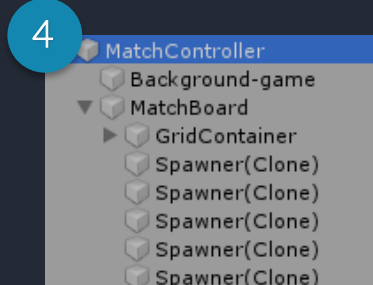 4
MatchController
Background-game
MatchBoard
GridContainer
Spawner(Clone)
Spawner(Clone)
Spawner(Clone)
Spawner(Clone)
Spawner(Clone)